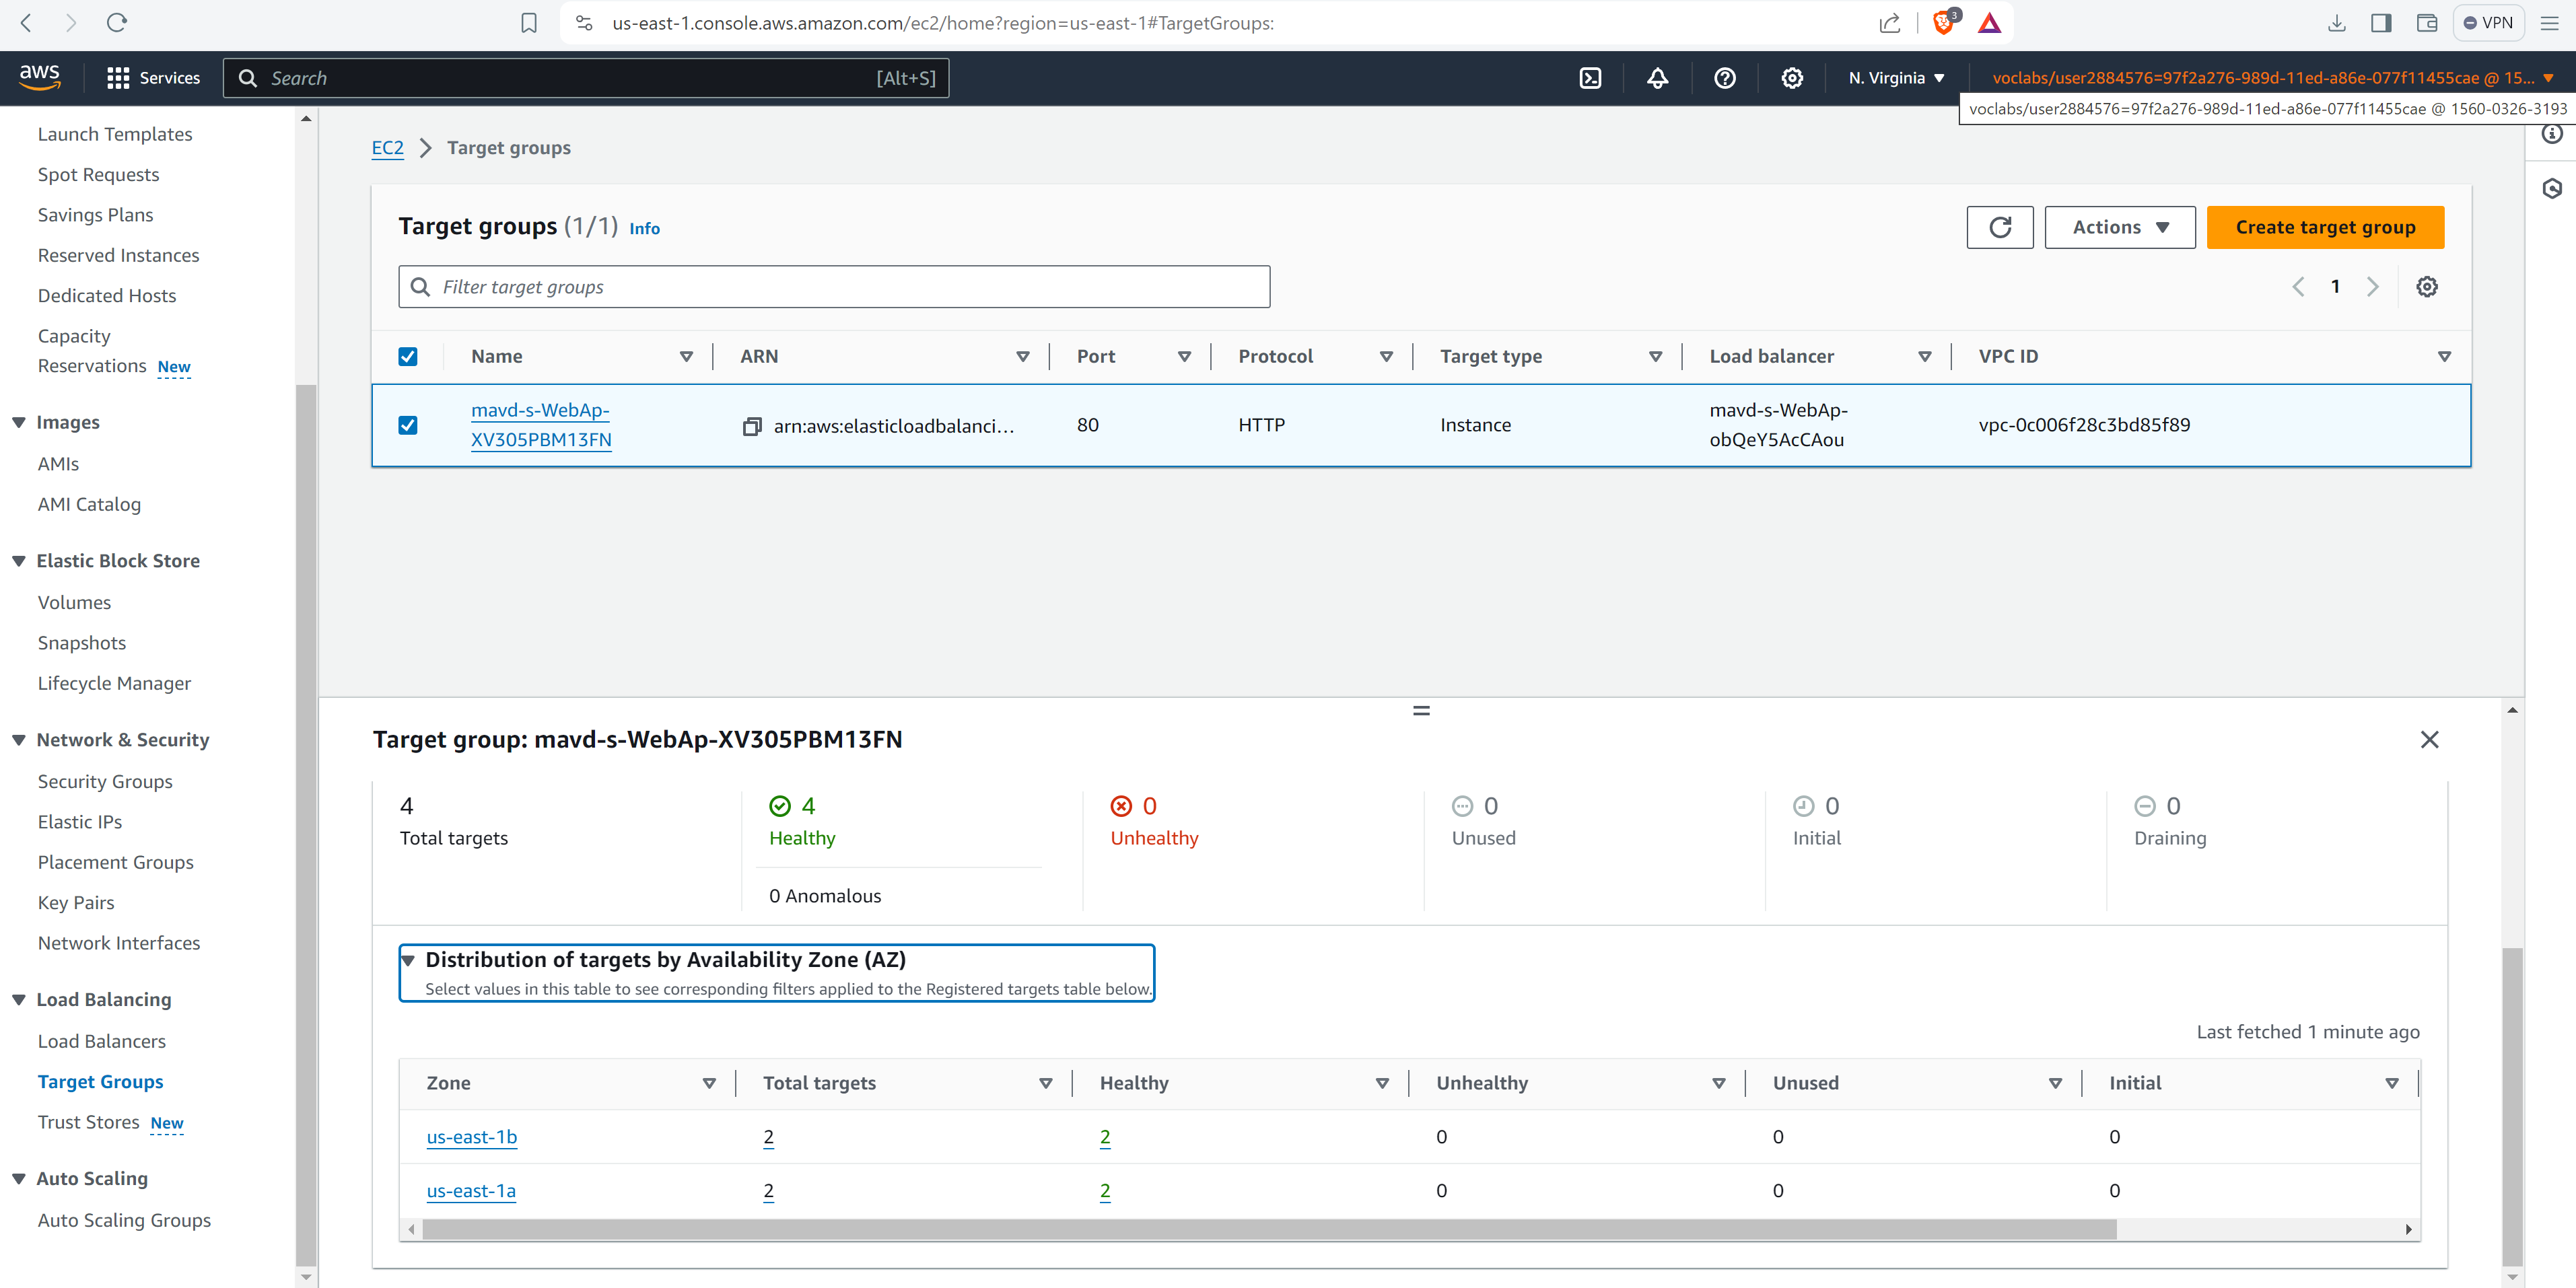 us-east-1.console.aws.amazon.com/ec2/home?region=us-east-1#TargetGroups:
3
VPN
aws
Services
Search
[Alt+S]
N. Virginia
voclabs/user2884576=97f2a276-989d-11ed-a86e-077f11455cae @ 15...
voclabs/user2884576=97f2a276-989d-11ed-a86e-077f11455cae @ 1560-0326-3193
Launch Templates
Spot Requests
Savings Plans
Reserved Instances
Dedicated Hosts
Capacity
Reservations New
Images
AMIs
AMI Catalog
Elastic Block Store
Volumes
Snapshots
Lifecycle Manager
Network & Security
Security Groups
Elastic IPs
Placement Groups
Key Pairs
Network Interfaces
Load Balancing
Load Balancers
Target Groups
Trust Stores New
Auto Scaling
Auto Scaling Groups
EC2 Target groups
Target groups (1/1) Info
Actions
Create target group
Filter target groups
1
Name ARN Port Protocol Target type Load balancer VPC ID
mavd-s-WebAp-
XV305PBM13FN
arn:aws:elasticloadbalanci...
80
HTTP
Instance
mavd-s-WebAp-
obQeY5AcCAou
vpc-0c006f28c3bd85f89
Target group: mavd-s-WebAp-XV305PBM13FN
4
Total targets
4
Healthy
0 Anomalous
0
Unhealthy
0
Unused
0
Initial
0
Draining
Distribution of targets by Availability Zone (AZ)
Select values in this table to see corresponding filters applied to the Registered targets table below.
Last fetched 1 minute ago
Zone Total targets Healthy Unhealthy Unused Initial
us-east-1b 2 2 0 0 0
us-east-1a 2 2 0 0 0